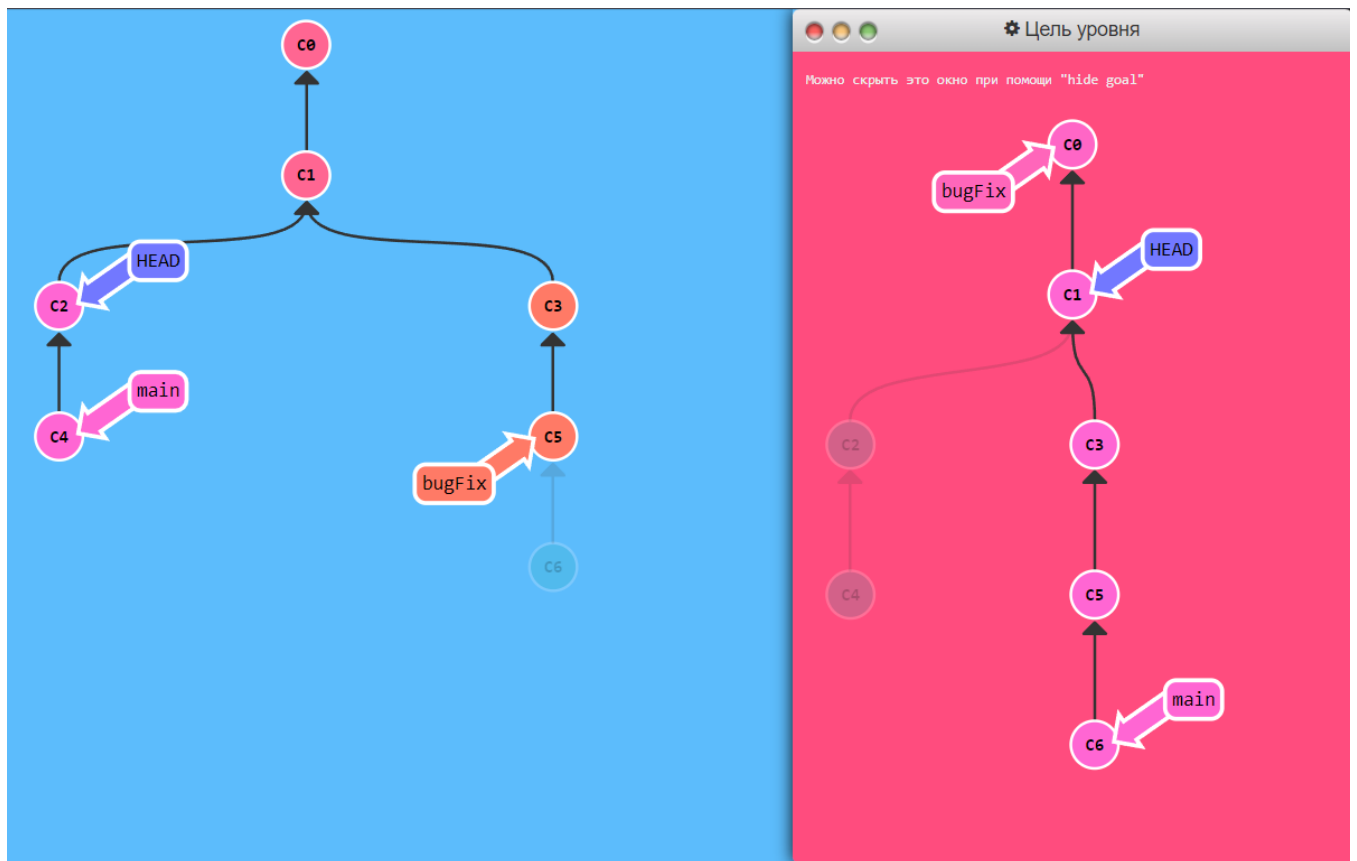 C0
C1
HEAD
C2
C3
main
C4
C5
bugFix
C6
Цель уровня
Можно скрыть это окно при помощи "hide goal"
C0
bugFix
HEAD
C1
C2
C3
C4
C5
main
C6